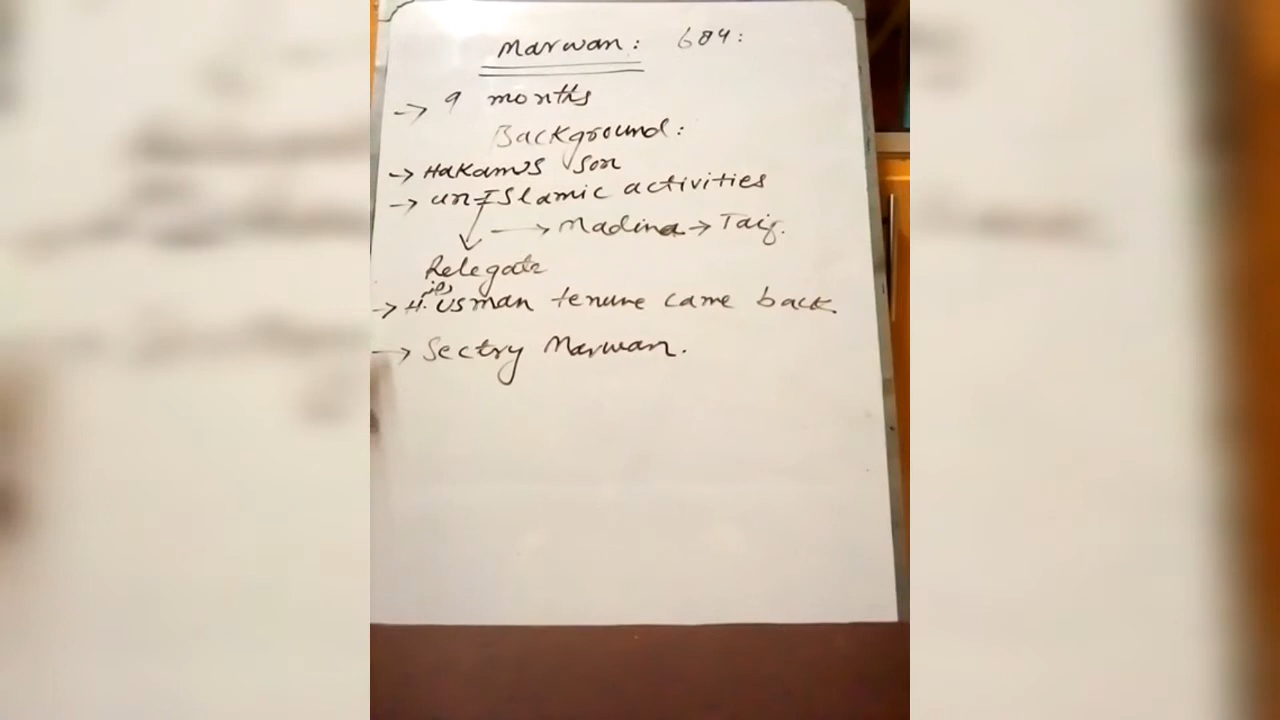 Marwan: 684:
→ 9 months
Background:
→ Hakam's son
→ un-Islamic activities
→ Madina → Taif.
Relegate
→ H. Usman tenure came back.
→ Sectry Marwan.